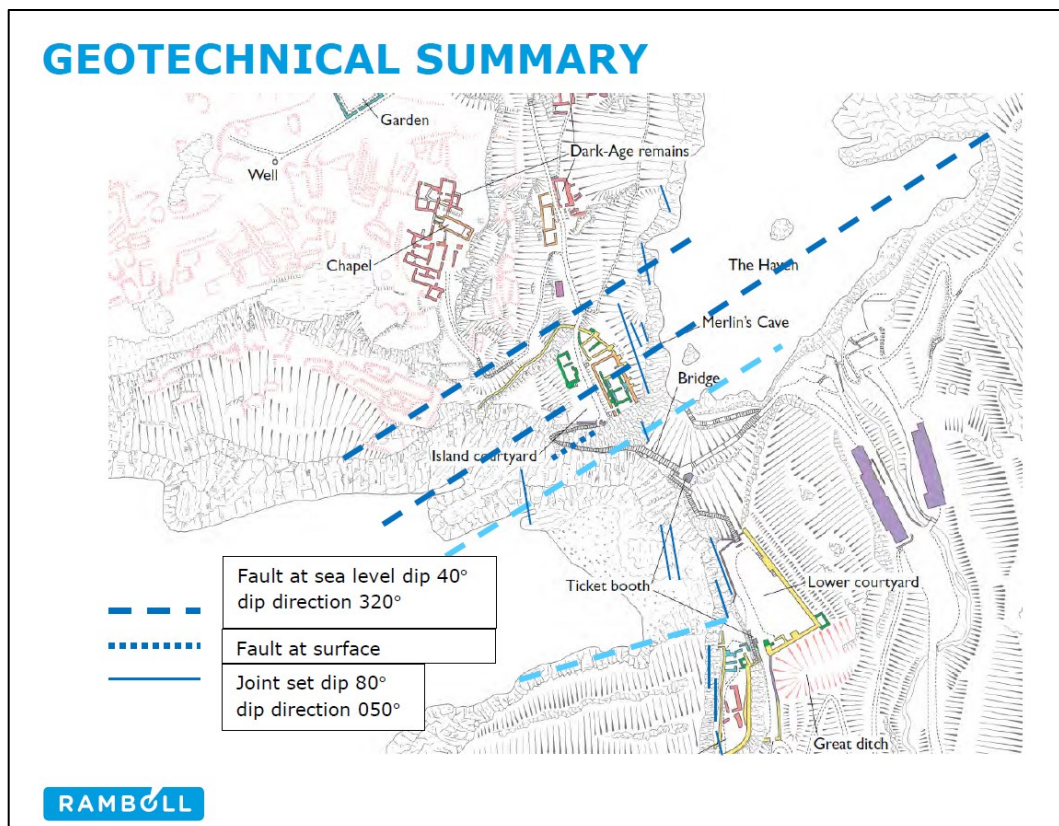 GEOTECHNICAL SUMMARY
Garden
Well
Dark-Age remains
Chapel
The Haven
Merlin's Cave
Bridge
Island courtyard
Ticket booth
Lower courtyard
Great ditch
Fault at sea level dip 40°
dip direction 320°
Fault at surface
Joint set dip 80°
dip direction 050°
RAMBOLL